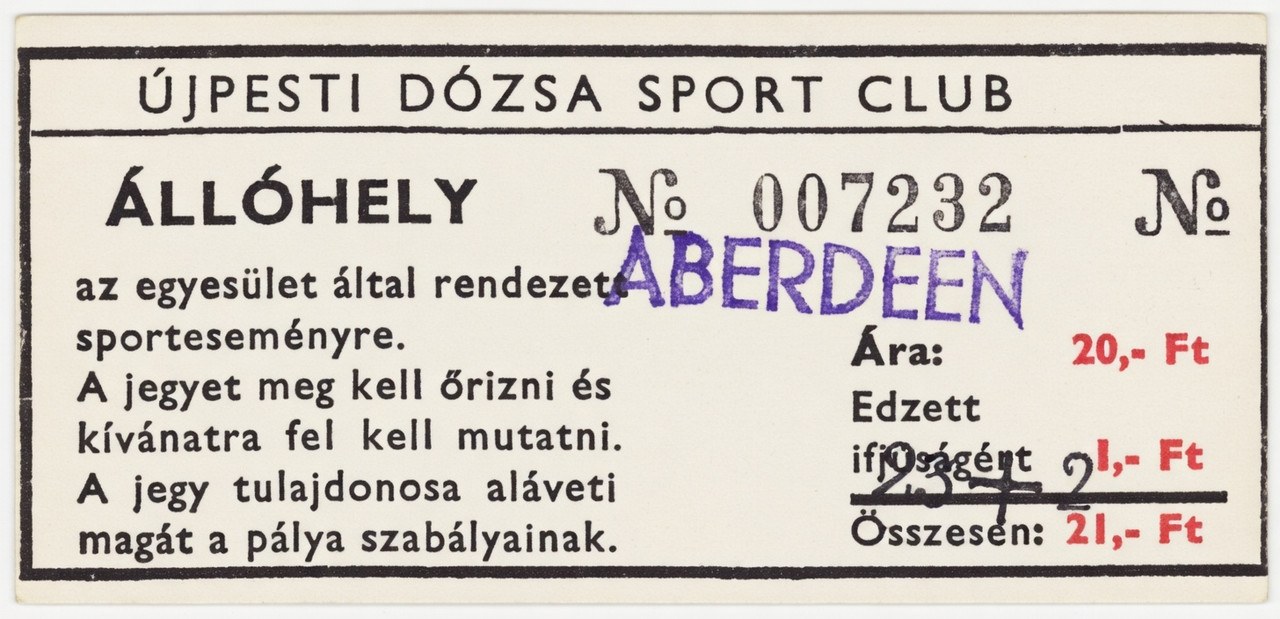 ÚJPESTI DÓZSA SPORT CLUB
ÁLLÓHELY No 007232 No
ABERDEEN
az egyesület által rendezett
sporteseményre.
A jegyet meg kell őrizni és
kívánatra fel kell mutatni.
A jegy tulajdonosa aláveti
magát a pálya szabályainak.
Ára: 20,- Ft
Edzett
ifjúságért 1,- Ft
23 + 2
Összesen: 21,- Ft